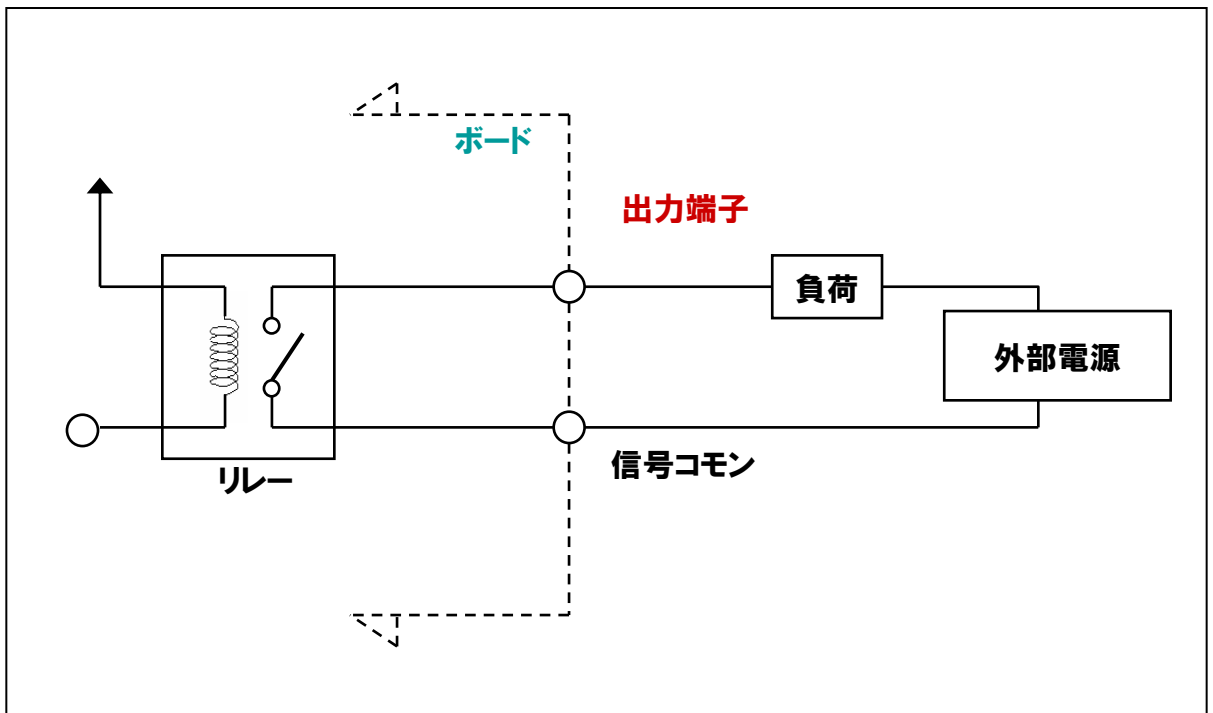 ボード
出力端子
負荷
外部電源
信号コモン
リレー